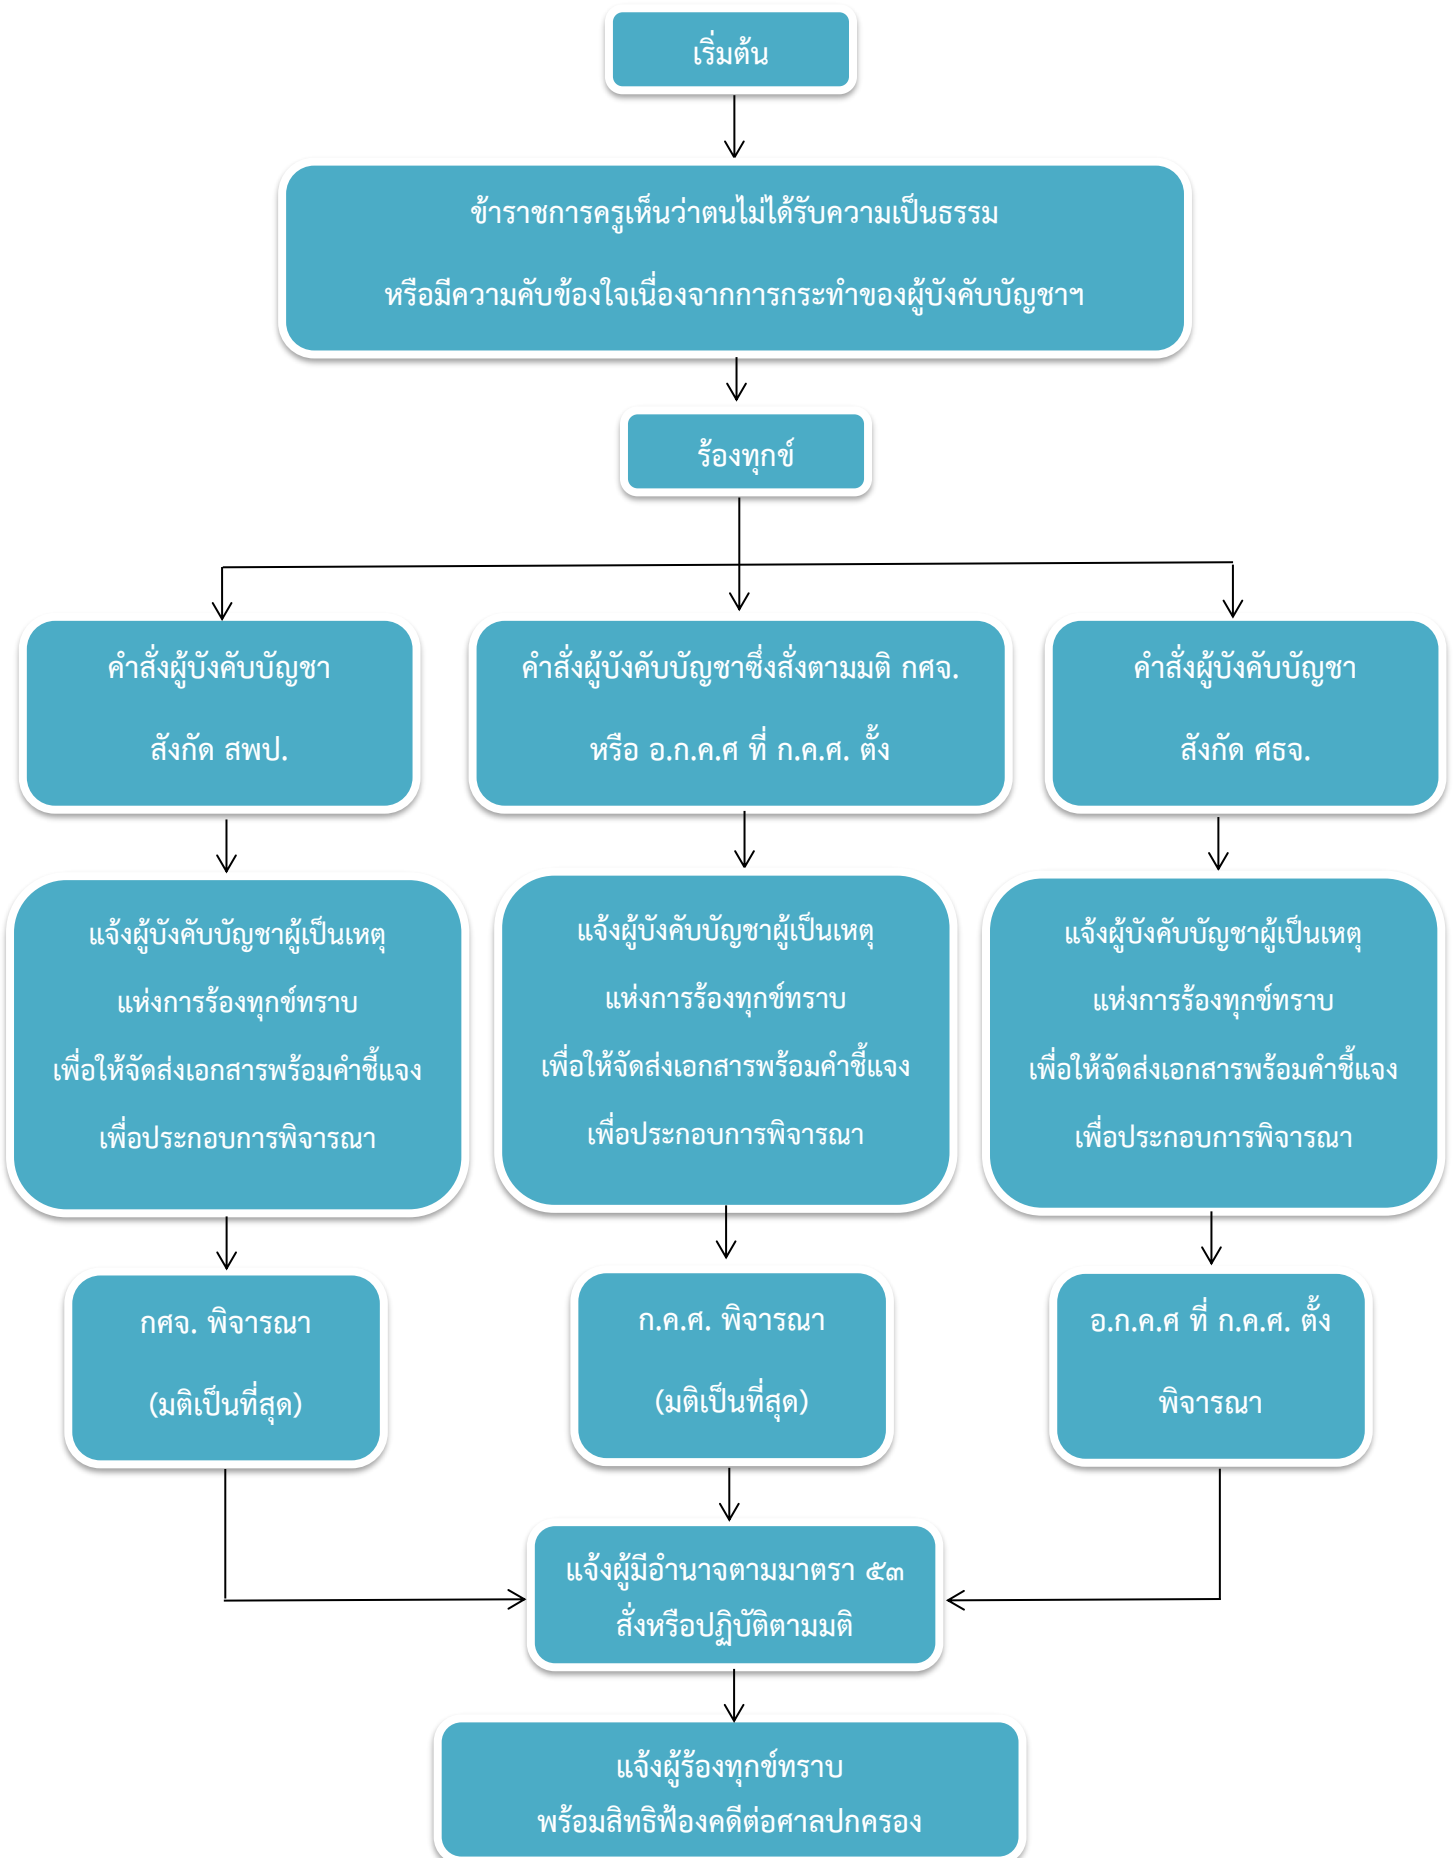 เริ่มต้น
ข้าราชการครูเห็นว่าตนไม่ได้รับความเป็นธรรม
หรือมีความคับข้องใจเนื่องจากการกระทำของผู้บังคับบัญชาฯ
ร้องทุกข์
คำสั่งผู้บังคับบัญชา
สังกัด สพป.
คำสั่งผู้บังคับบัญชาซึ่งสั่งตามมติ กศจ.
หรือ อ.ก.ค.ศ ที่ ก.ค.ศ. ตั้ง
คำสั่งผู้บังคับบัญชา
สังกัด ศธจ.
แจ้งผู้บังคับบัญชาผู้เป็นเหตุ
แห่งการร้องทุกข์ทราบ
เพื่อให้จัดส่งเอกสารพร้อมคำชี้แจง
เพื่อประกอบการพิจารณา
แจ้งผู้บังคับบัญชาผู้เป็นเหตุ
แห่งการร้องทุกข์ทราบ
เพื่อให้จัดส่งเอกสารพร้อมคำชี้แจง
เพื่อประกอบการพิจารณา
แจ้งผู้บังคับบัญชาผู้เป็นเหตุ
แห่งการร้องทุกข์ทราบ
เพื่อให้จัดส่งเอกสารพร้อมคำชี้แจง
เพื่อประกอบการพิจารณา
กศจ. พิจารณา
(มติเป็นที่สุด)
ก.ค.ศ. พิจารณา
(มติเป็นที่สุด)
อ.ก.ค.ศ ที่ ก.ค.ศ. ตั้ง
พิจารณา
แจ้งผู้มีอำนาจตามมาตรา ๕๓
สั่งหรือปฏิบัติตามมติ
แจ้งผู้ร้องทุกข์ทราบ
พร้อมสิทธิฟ้องคดีต่อศาลปกครอง